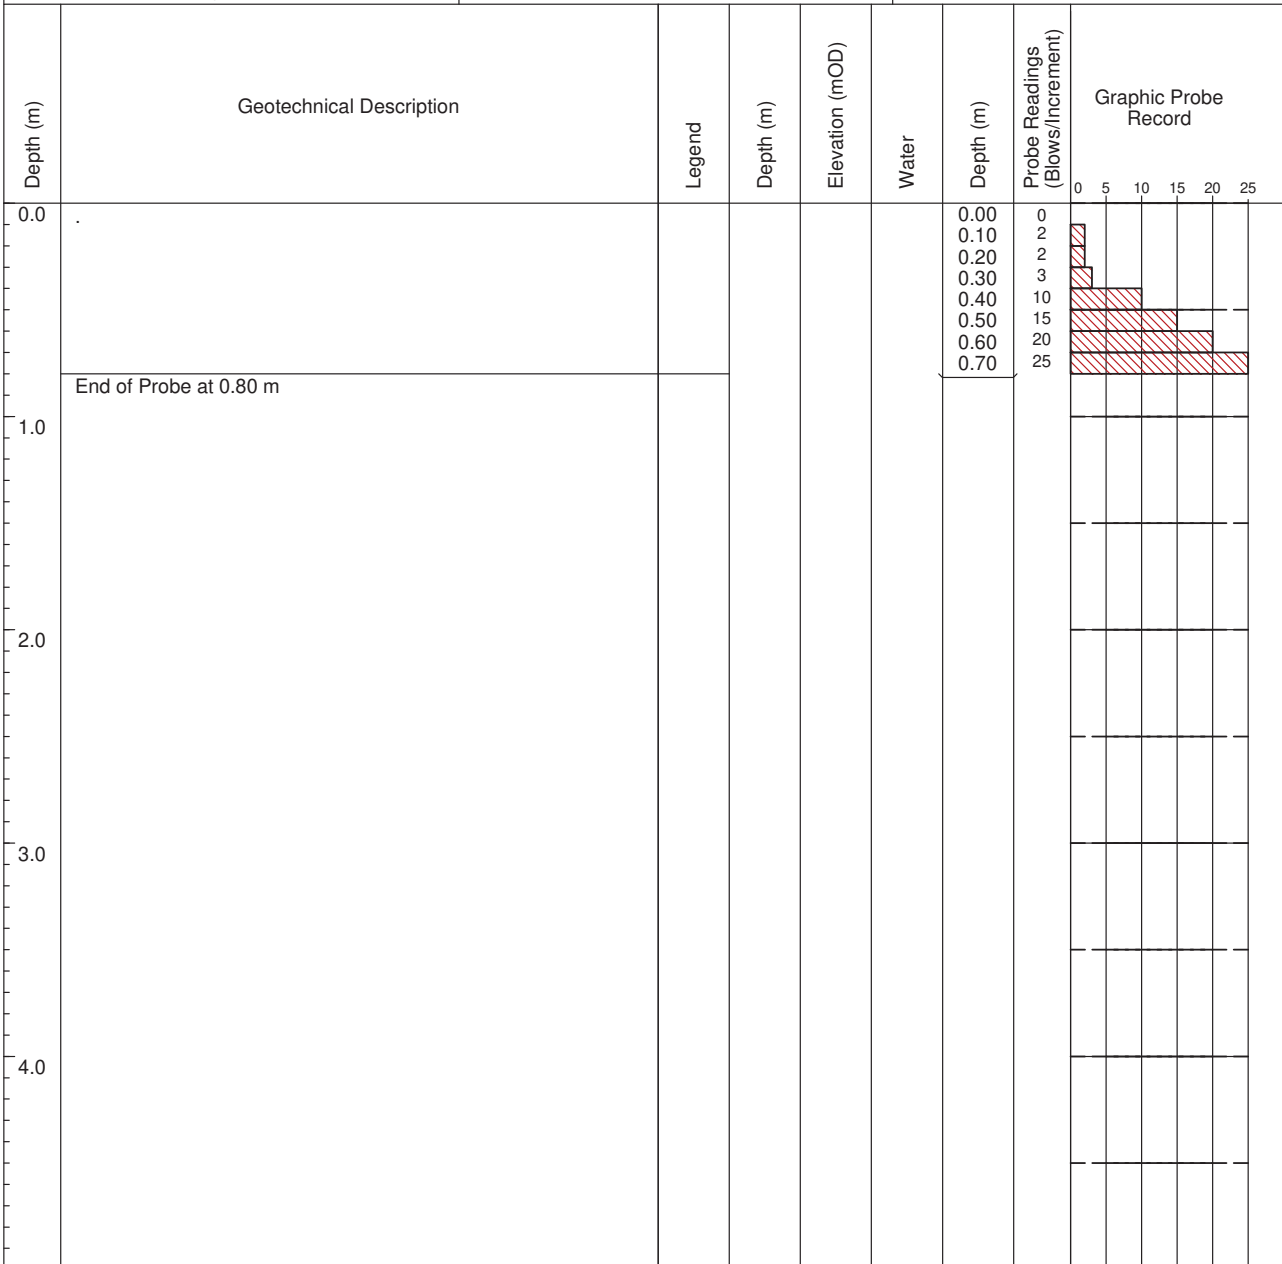 Depth (m)
Geotechnical Description
Legend
Depth (m)
Elevation (mOD)
Water
Depth (m)
Probe Readings
(Blows/Increment)
Graphic Probe
Record
0 5 10 15 20 25
0.0 . 0.00 0
0.10 2
0.20 2
0.30 3
0.40 10
0.50 15
0.60 20
0.70 25
End of Probe at 0.80 m
1.0
2.0
3.0
4.0